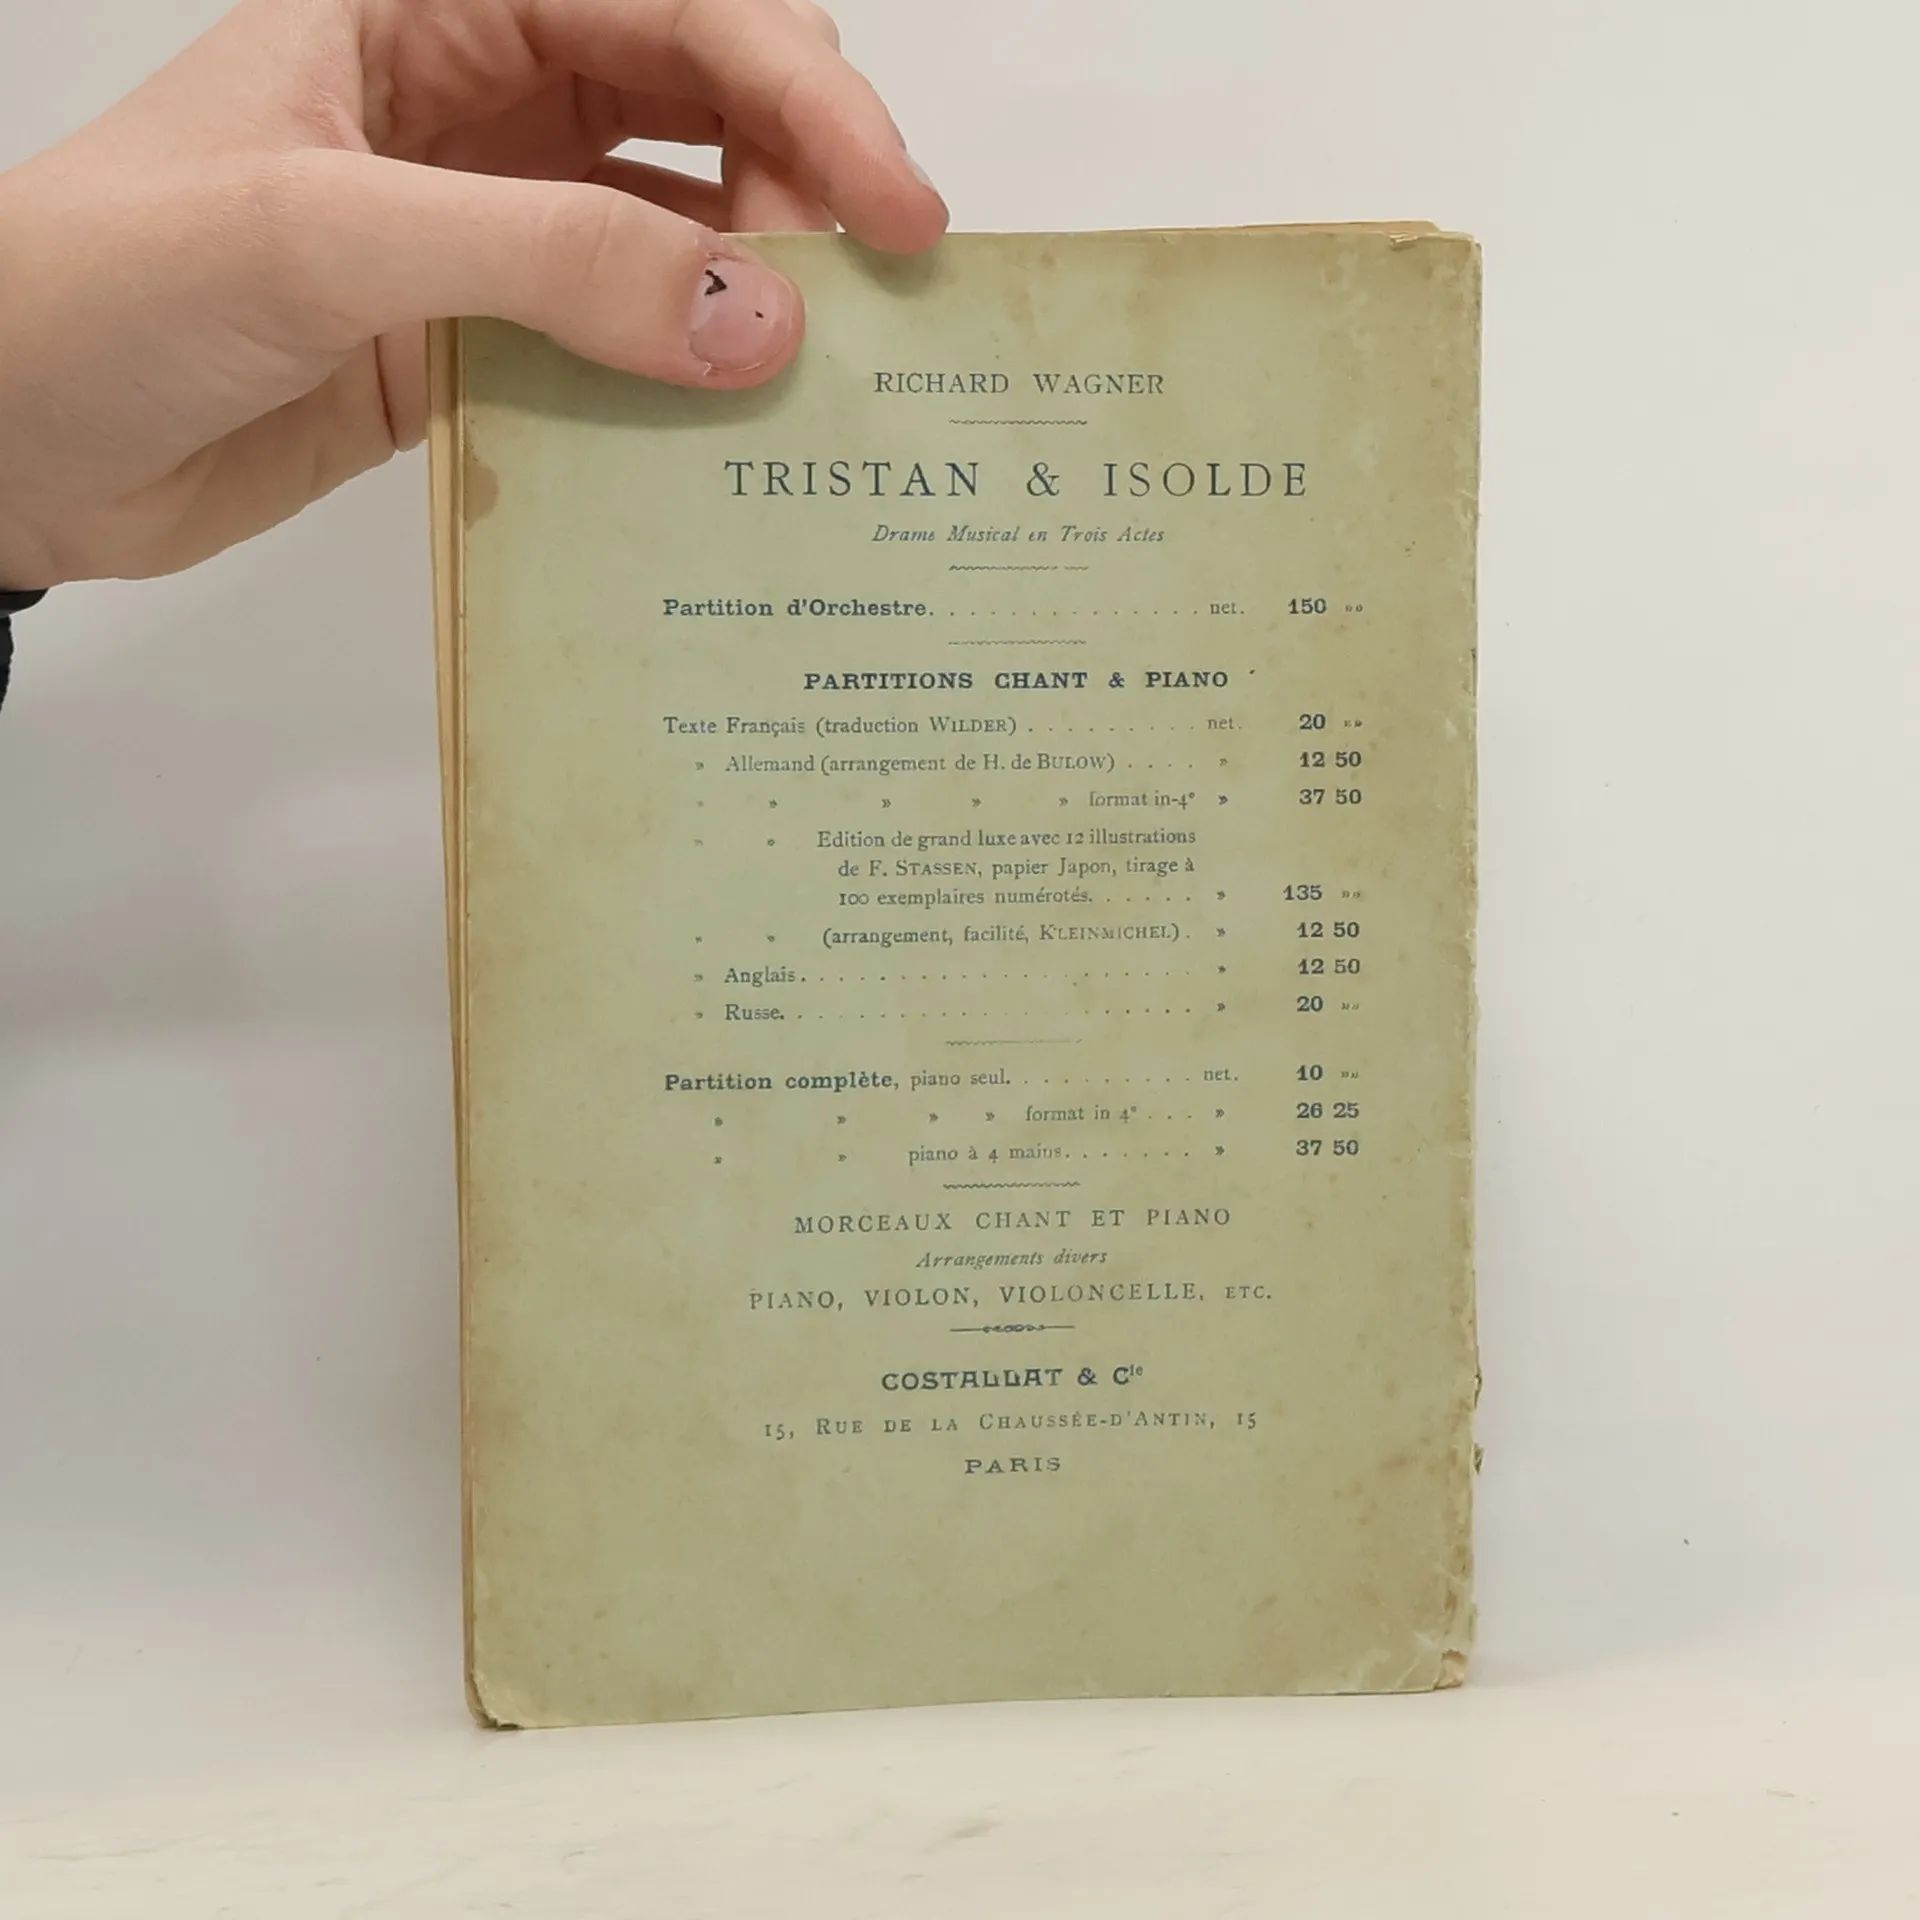 RICHARD WAGNER
TRISTAN & ISOLDE
Drame Musical en Trois Actes
Partition d'Orchestre. . . . . . . . . . . . . . net. 150 »»
PARTITIONS CHANT & PIANO
Texte Français (traduction WILDER) . . . . . . . . . net. 20 »»
» Allemand (arrangement de H. de BULOW) . . . . » 12 50
» » » » » format in-4° » 37 50
» » Edition de grand luxe avec 12 illustrations
de F. STASSEN, papier Japon, tirage à
100 exemplaires numérotés. . . . . . » 135 »»
» » (arrangement, facilité, KLEINMICHEL) . » 12 50
» Anglais. . . . . . . . . . . . . . . . . . . . » 12 50
» Russe. . . . . . . . . . . . . . . . . . . . . » 20 »»
Partition complète, piano seul. . . . . . . . . . net. 10 »»
» » » » format in 4° . . . » 26 25
» » piano à 4 mains. . . . . . . » 37 50
MORCEAUX CHANT ET PIANO
Arrangements divers
PIANO, VIOLON, VIOLONCELLE, ETC.
COSTALLAT & Cie
15, RUE DE LA CHAUSSÉE-D'ANTIN, 15
PARIS